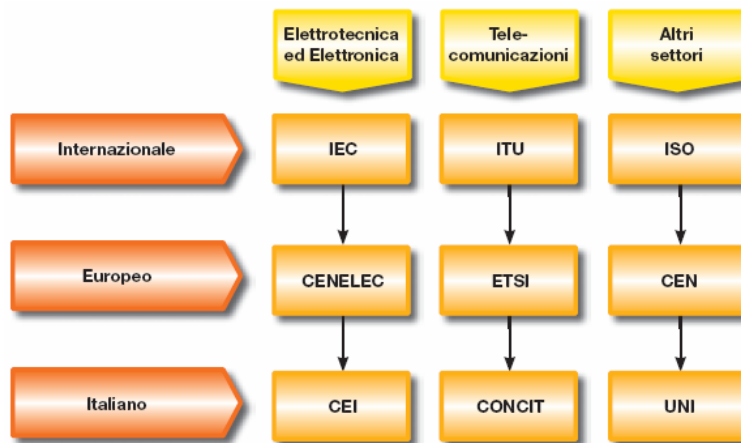 Elettrotecnica
ed Elettronica
Tele-
comunicazioni
Altri
settori
Internazionale
IEC
ITU
ISO
Europeo
CENELEC
ETSI
CEN
Italiano
CEI
CONCIT
UNI